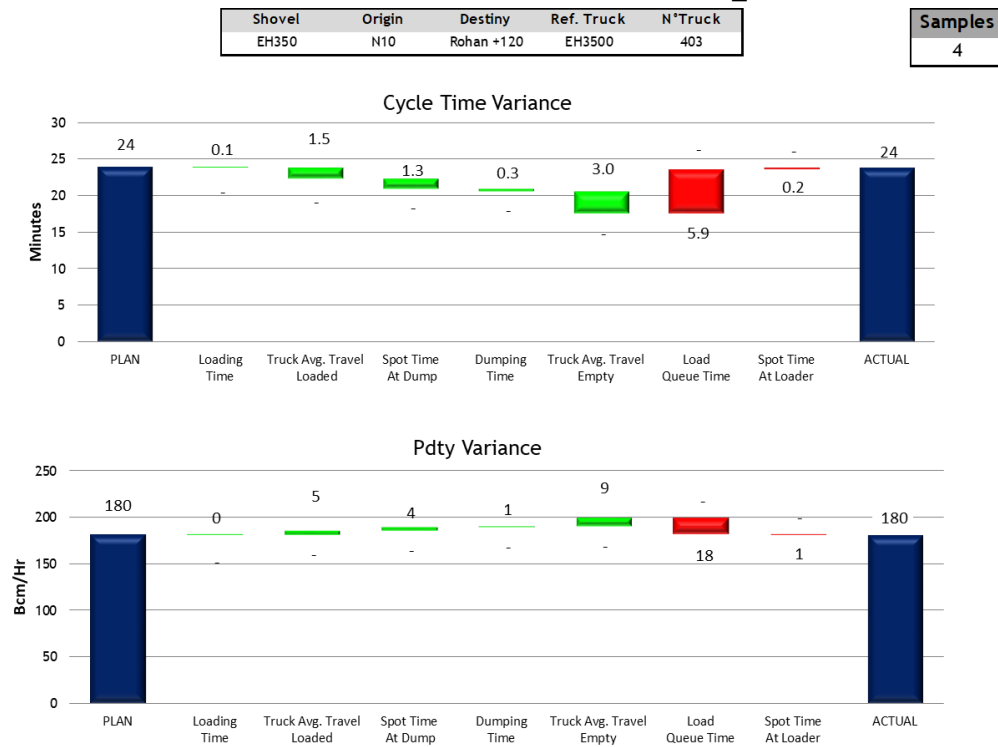 Shovel Origin Destiny Ref. Truck N°Truck
EH350 N10 Rohan +120 EH3500 403
Samples
4
Cycle Time Variance
Minutes
30
25
20
15
10
5
0
24 0.1 1.5 1.3 0.3 3.0 - - 24
- - - - - 5.9 0.2
PLAN Loading Truck Avg. Travel Spot Time Dumping Truck Avg. Travel Load Spot Time ACTUAL
Time Loaded At Dump Time Empty Queue Time At Loader
Pdty Variance
Bcm/Hr
250
200
150
100
50
0
180 0 5 4 1 9 - - 180
- - - - - 18 1
PLAN Loading Truck Avg. Travel Spot Time Dumping Truck Avg. Travel Load Spot Time ACTUAL
Time Loaded At Dump Time Empty Queue Time At Loader